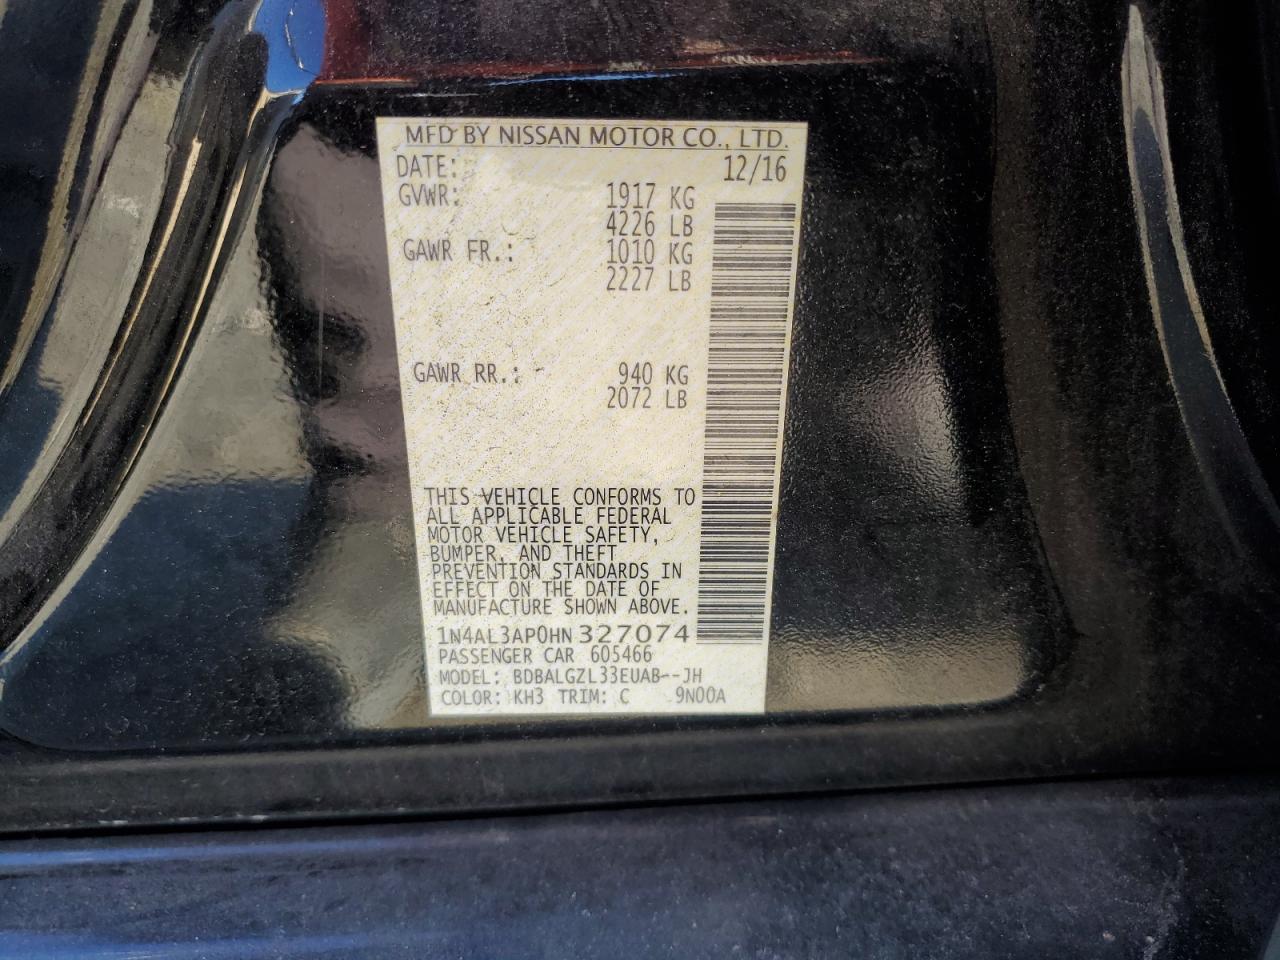 MFD BY NISSAN MOTOR CO., LTD.
DATE: 12/16
GVWR: 1917 KG
4226 LB
GAWR FR.: 1010 KG
2227 LB
GAWR RR.: 940 KG
2072 LB
THIS VEHICLE CONFORMS TO
ALL APPLICABLE FEDERAL
MOTOR VEHICLE SAFETY,
BUMPER, AND THEFT
PREVENTION STANDARDS IN
EFFECT ON THE DATE OF
MANUFACTURE SHOWN ABOVE.
1N4AL3AP0HN327074
PASSENGER CAR 605466
MODEL: BDBALGZL33EUAB--JH
COLOR: KH3 TRIM: C 9N00A